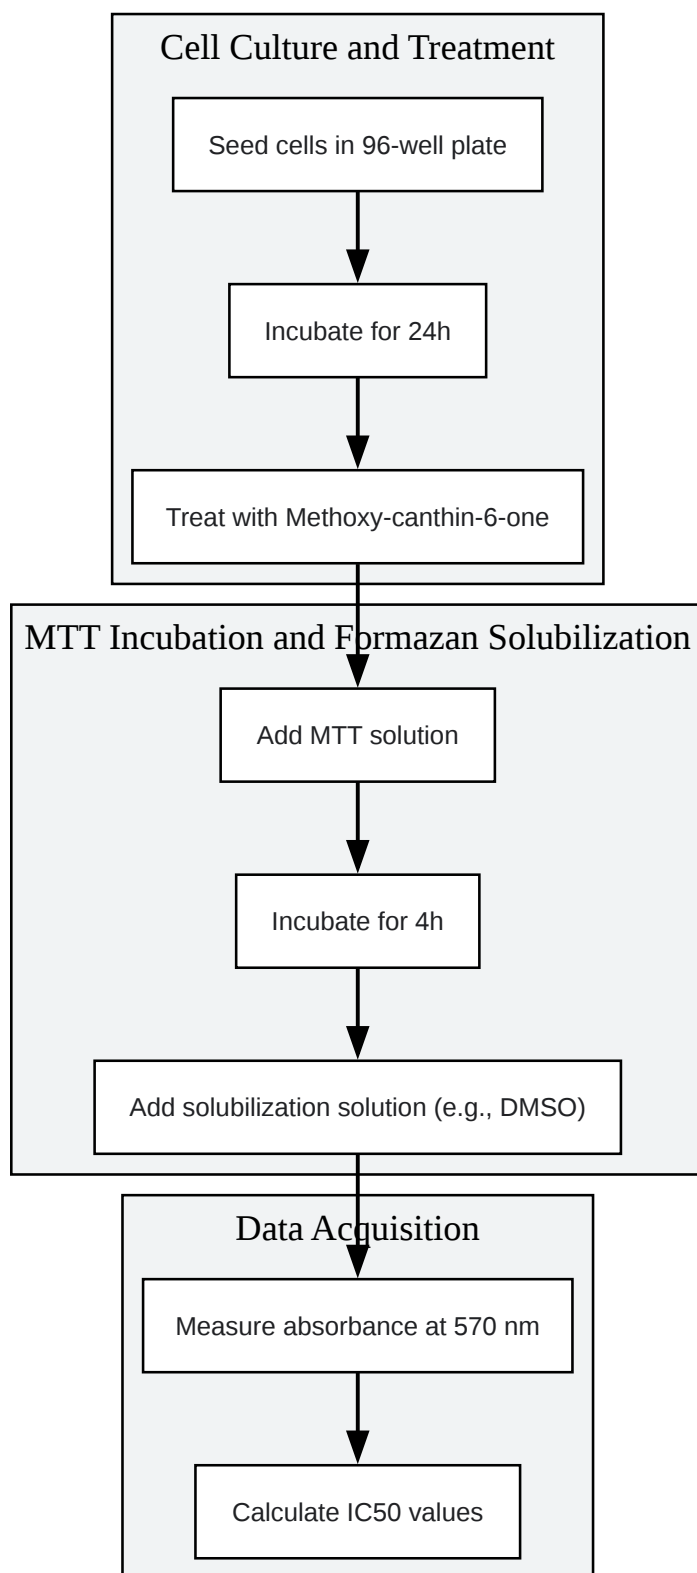 Cell Culture and Treatment
Seed cells in 96-well plate
Incubate for 24h
Treat with Methoxy-canthin-6-one
MTT Incubation and Formazan Solubilization
Add MTT solution
Incubate for 4h
Add solubilization solution (e.g., DMSO)
Data Acquisition
Measure absorbance at 570 nm
Calculate IC50 values